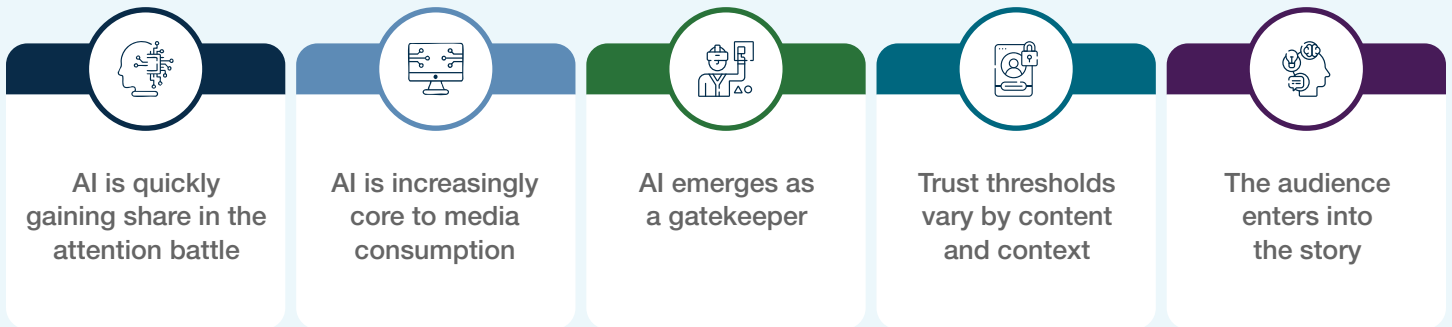 AI is quickly
gaining share in the
attention battle
AI is increasingly
core to media
consumption
AI emerges as
a gatekeeper
Trust thresholds
vary by content
and context
The audience
enters into
the story